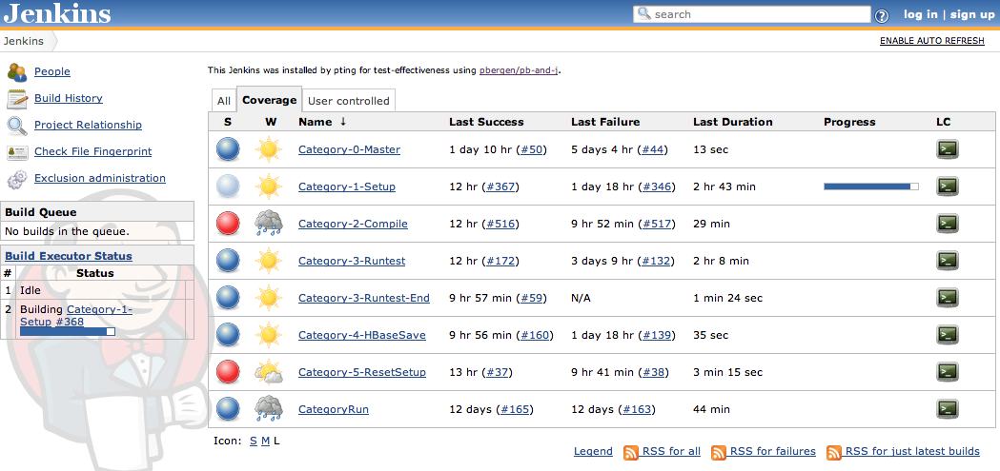 Jenkins
search
log in | sign up
Jenkins
ENABLE AUTO REFRESH
People
Build History
Project Relationship
Check File Fingerprint
Exclusion administration
Build Queue
No builds in the queue.
Build Executor Status
# Status
1 Idle
2 Building Category-1-
Setup #368
This Jenkins was installed by pting for test-effectiveness using pbergen/pb-and-j.
All Coverage User controlled
S W Name ↓ Last Success Last Failure Last Duration Progress LC
Category-0-Master 1 day 10 hr (#50) 5 days 4 hr (#44) 13 sec
Category-1-Setup 12 hr (#367) 1 day 18 hr (#346) 2 hr 43 min
Category-2-Compile 12 hr (#516) 9 hr 52 min (#517) 29 min
Category-3-Runtest 12 hr (#172) 3 days 9 hr (#132) 2 hr 8 min
Category-3-Runtest-End 9 hr 57 min (#59) N/A 1 min 24 sec
Category-4-HBaseSave 9 hr 56 min (#160) 1 day 18 hr (#139) 35 sec
Category-5-ResetSetup 13 hr (#37) 9 hr 41 min (#38) 3 min 15 sec
CategoryRun 12 days (#165) 12 days (#163) 44 min
Icon: S M L
Legend RSS for all RSS for failures RSS for just latest builds